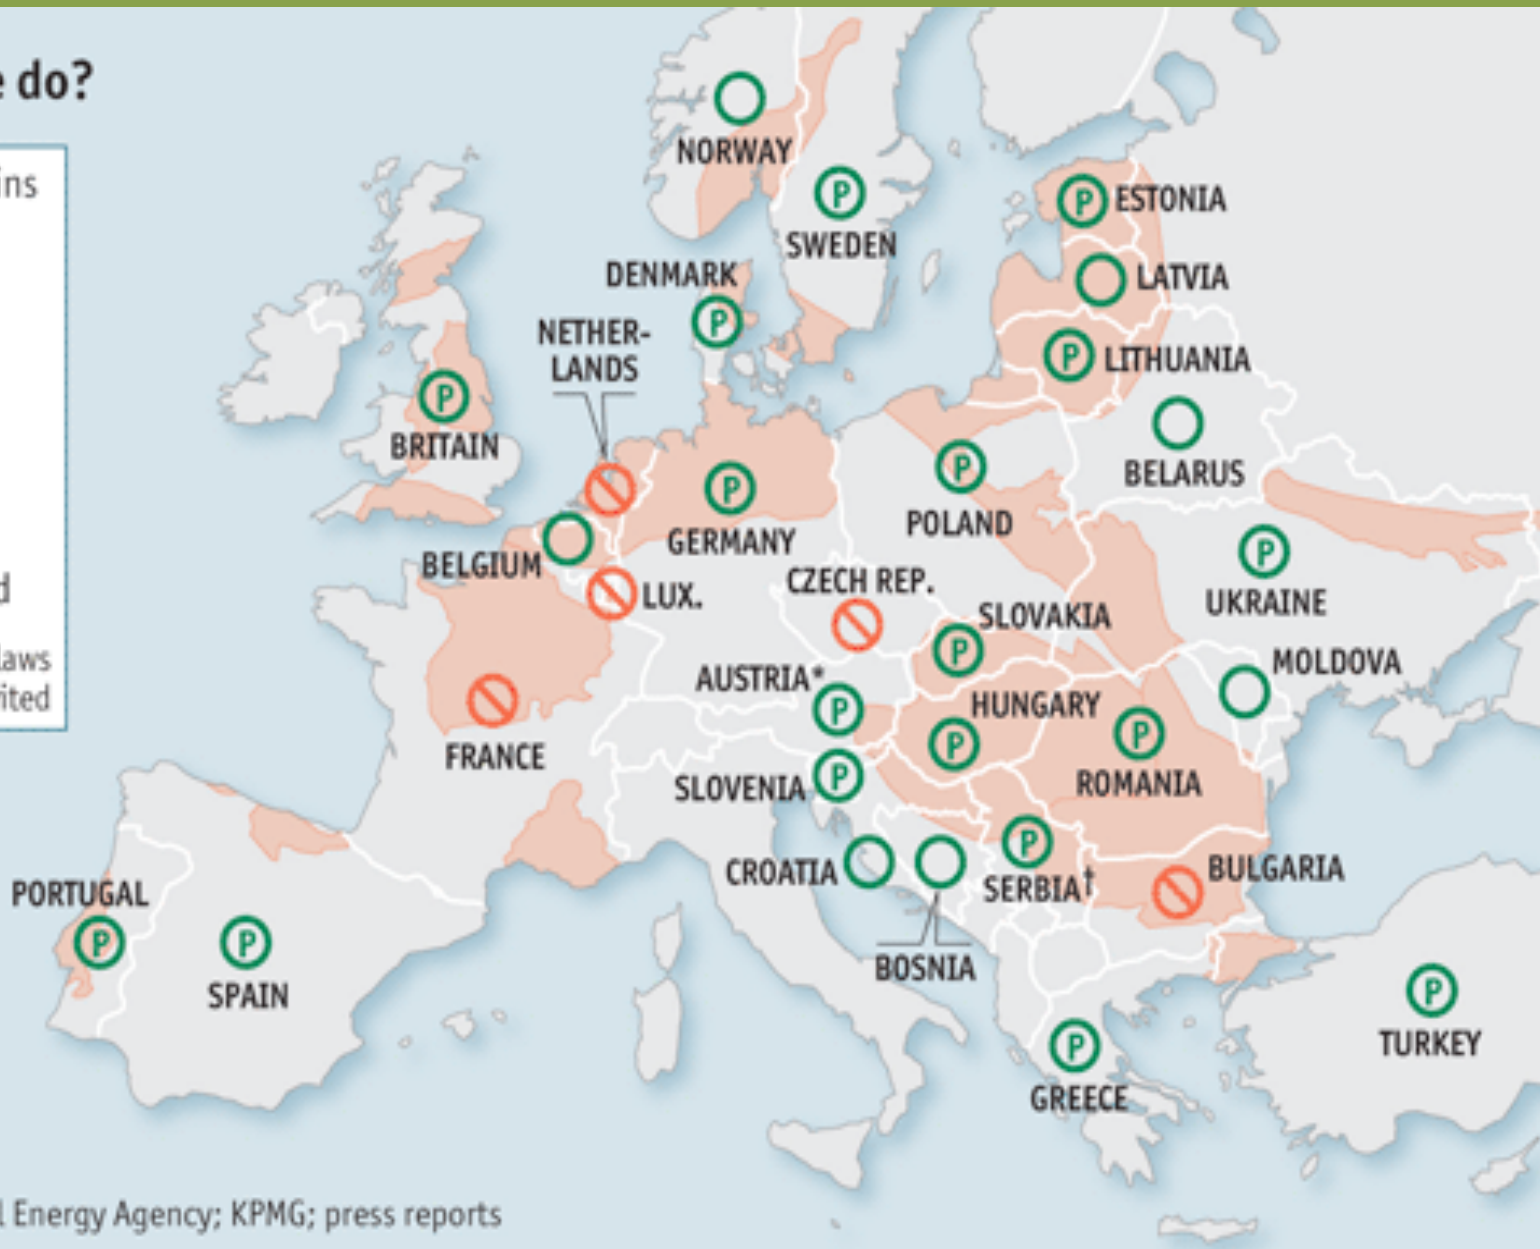 e do?
ins
d
laws
ited
NORWAY
SWEDEN
P
ESTONIA
P
LATVIA
DENMARK
P
P
LITHUANIA
NETHER-
LANDS
P
BRITAIN
BELARUS
P
GERMANY
P
POLAND
BELGIUM
P
UKRAINE
LUX.
CZECH REP.
SLOVAKIA
P
MOLDOVA
AUSTRIA*
P
HUNGARY
P
P
ROMANIA
FRANCE
SLOVENIA
P
CROATIA
P
SERBIA†
BULGARIA
BOSNIA
PORTUGAL
P
P
SPAIN
P
TURKEY
P
GREECE
l Energy Agency; KPMG; press reports